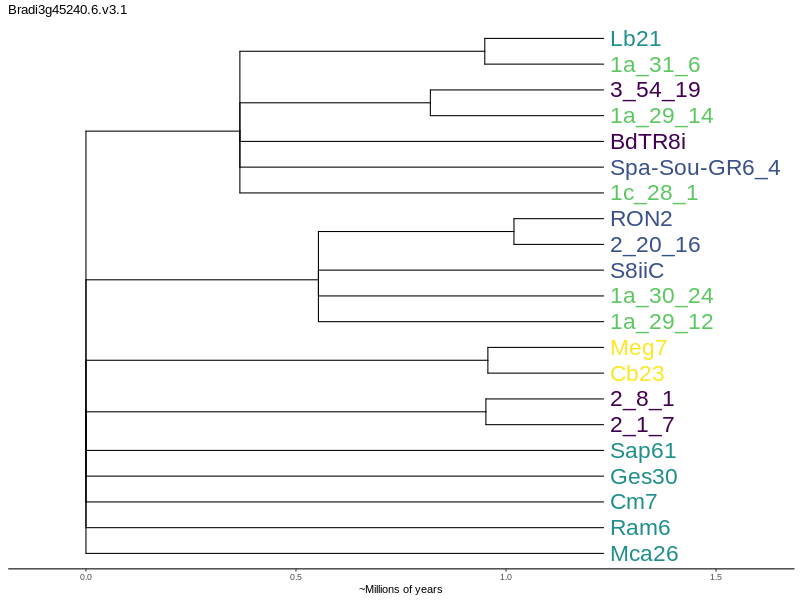 Bradi3g45240.6.v3.1
Lb21
1a_31_6
3_54_19
1a_29_14
BdTR8i
Spa-Sou-GR6_4
1c_28_1
RON2
2_20_16
S8iiC
1a_30_24
1a_29_12
Meg7
Cb23
2_8_1
2_1_7
Sap61
Ges30
Cm7
Ram6
Mca26
0.0 0.5 1.0 1.5
~Millions of years